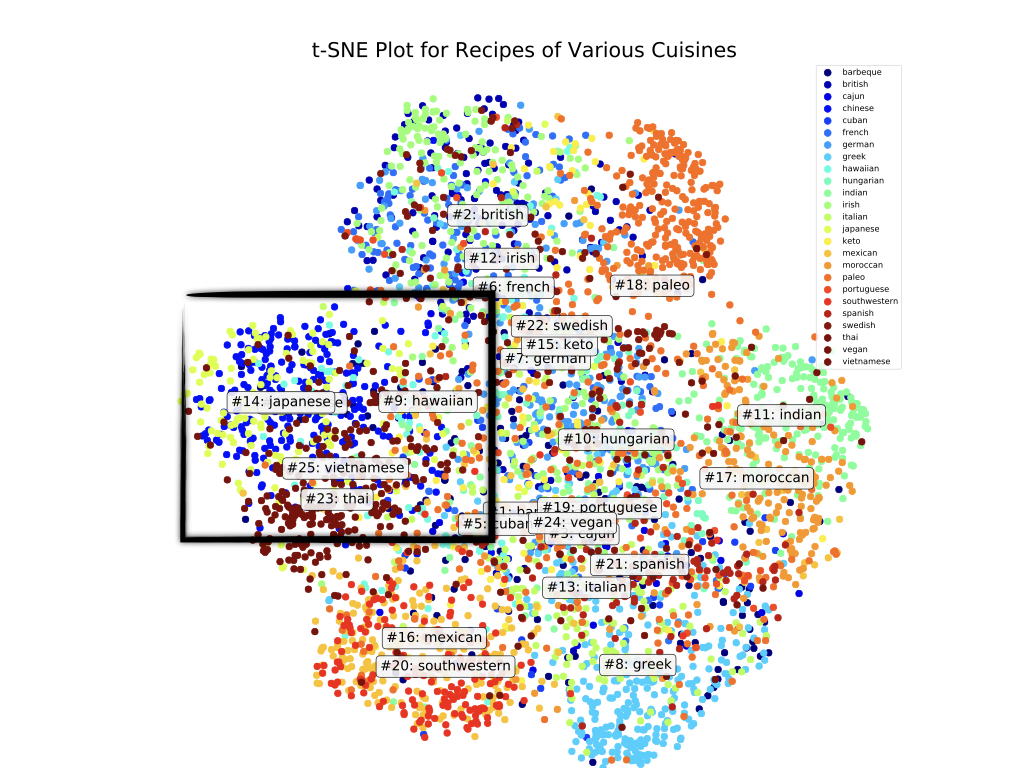 t-SNE Plot for Recipes of Various Cuisines
barbeque
british
cajun
chinese
cuban
french
german
greek
hawaiian
hungarian
indian
irish
italian
japanese
keto
mexican
moroccan
paleo
portuguese
southwestern
spanish
swedish
thai
vegan
vietnamese
#2: british
#12: irish
#6: french
#18: paleo
#22: swedish
#15: keto
#7: german
#14: japanese
#9: hawaiian
#11: indian
#10: hungarian
#25: vietnamese
#17: moroccan
#23: thai
#19: portuguese
#5: cuban
#24: vegan
#3: cajun
#21: spanish
#13: italian
#16: mexican
#20: southwestern
#8: greek